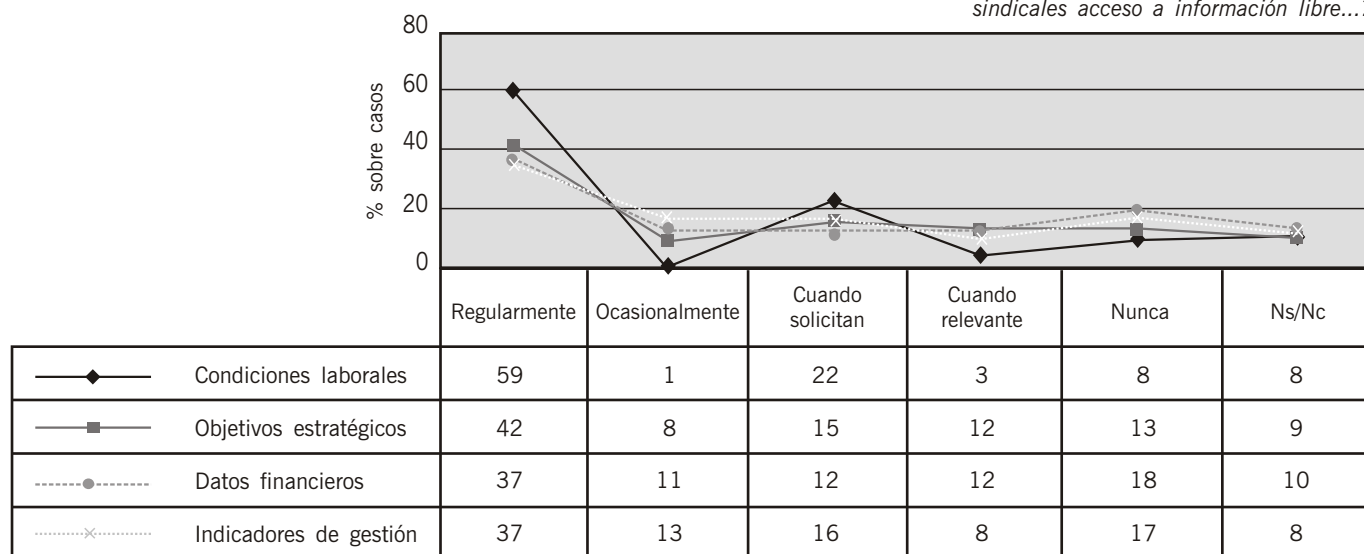 sindicales acceso a información libre...?
80
60
40
20
0
% sobre casos
Regularmente Ocasionalmente Cuando solicitan Cuando relevante Nunca Ns/Nc
Condiciones laborales 59 1 22 3 8 8
Objetivos estratégicos 42 8 15 12 13 9
Datos financieros 37 11 12 12 18 10
Indicadores de gestión 37 13 16 8 17 8